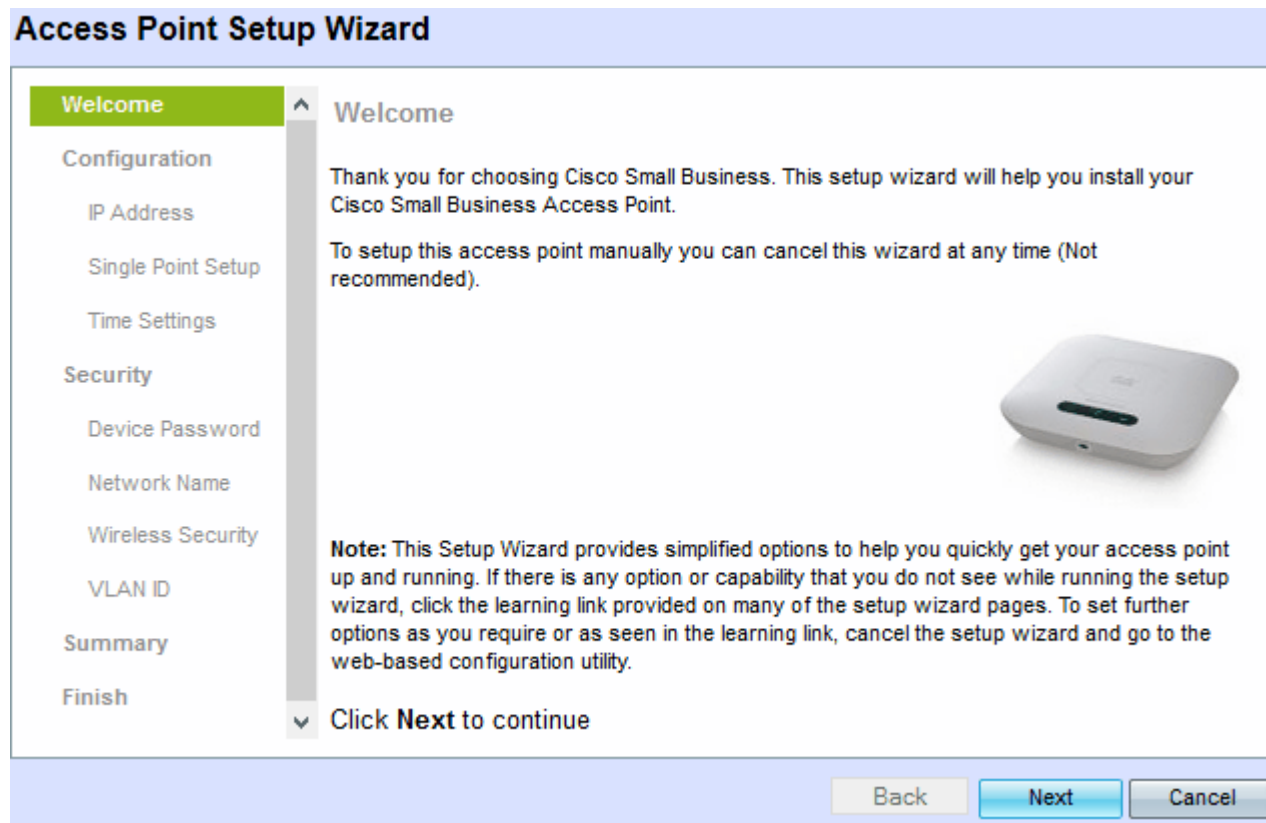 Access Point Setup Wizard
Welcome
Configuration
IP Address
Single Point Setup
Time Settings
Security
Device Password
Network Name
Wireless Security
VLAN ID
Summary
Finish
Welcome
Thank you for choosing Cisco Small Business. This setup wizard will help you install your
Cisco Small Business Access Point.
To setup this access point manually you can cancel this wizard at any time (Not
recommended).
Note: This Setup Wizard provides simplified options to help you quickly get your access point
up and running. If there is any option or capability that you do not see while running the setup
wizard, click the learning link provided on many of the setup wizard pages. To set further
options as you require or as seen in the learning link, cancel the setup wizard and go to the
web-based configuration utility.
Click Next to continue
Back
Next
Cancel